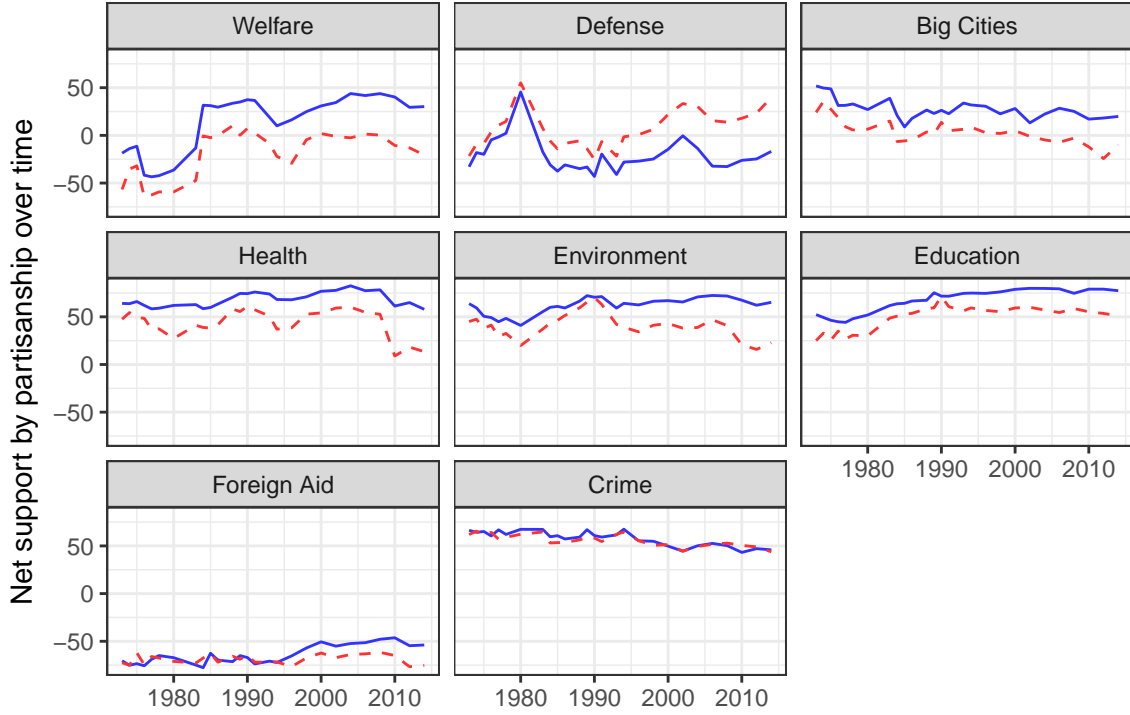 Net support by partisanship over time
Welfare
Defense
Big Cities
50
0
−50
Health
Environment
Education
50
0
−50
1980 1990 2000 2010
Foreign Aid
Crime
50
0
−50
1980 1990 2000 2010
1980 1990 2000 2010